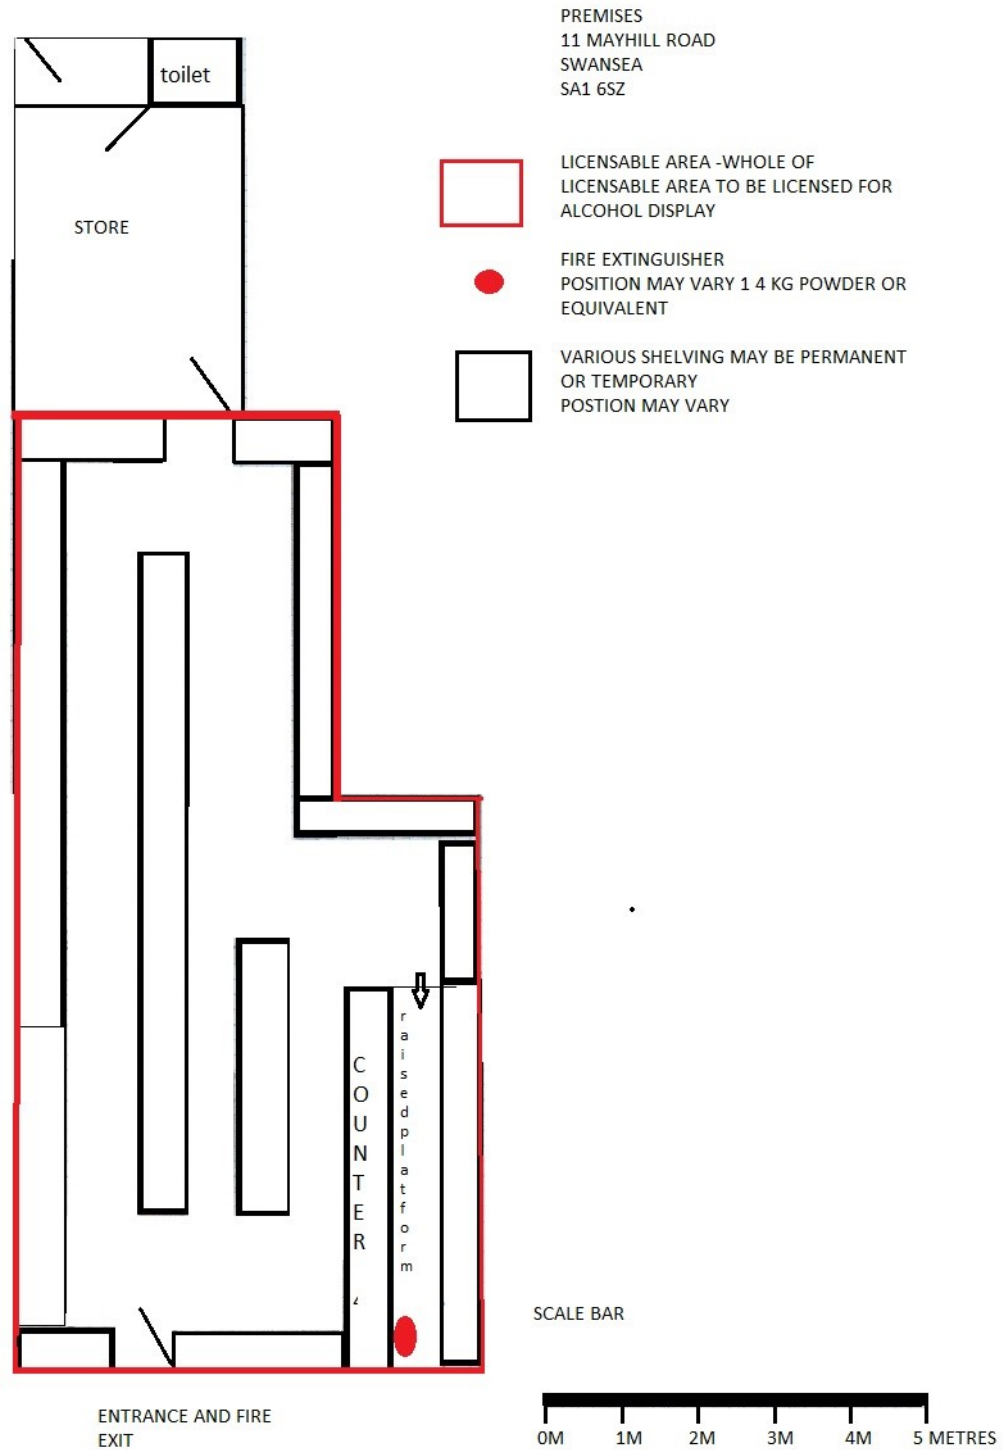 PREMISES
11 MAYHILL ROAD
SWANSEA
SA1 6SZ
toilet
LICENSABLE AREA -WHOLE OF
LICENSABLE AREA TO BE LICENSED FOR
ALCOHOL DISPLAY
STORE
FIRE EXTINGUISHER
POSITION MAY VARY 1 4 KG POWDER OR
EQUIVALENT
VARIOUS SHELVING MAY BE PERMANENT
OR TEMPORARY
POSTION MAY VARY
COUNTER
raisedplatform
SCALE BAR
ENTRANCE AND FIRE
EXIT
0M 1M 2M 3M 4M 5 METRES